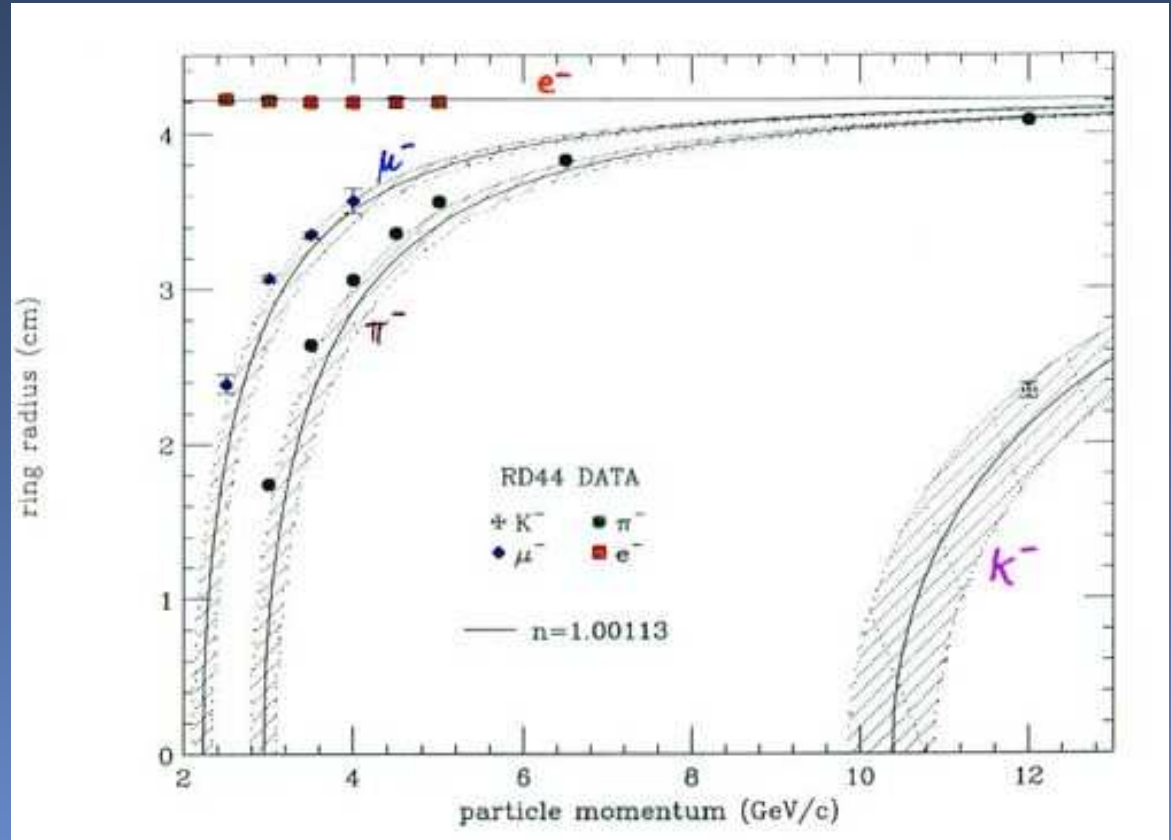 e⁻
μ⁻
π⁻
K⁻
ring radius (cm)
4
3
2
1
0
RD44 DATA
K⁻ π⁻
μ⁻ e⁻
n=1.00113
2 4 6 8 10 12
particle momentum (GeV/c)